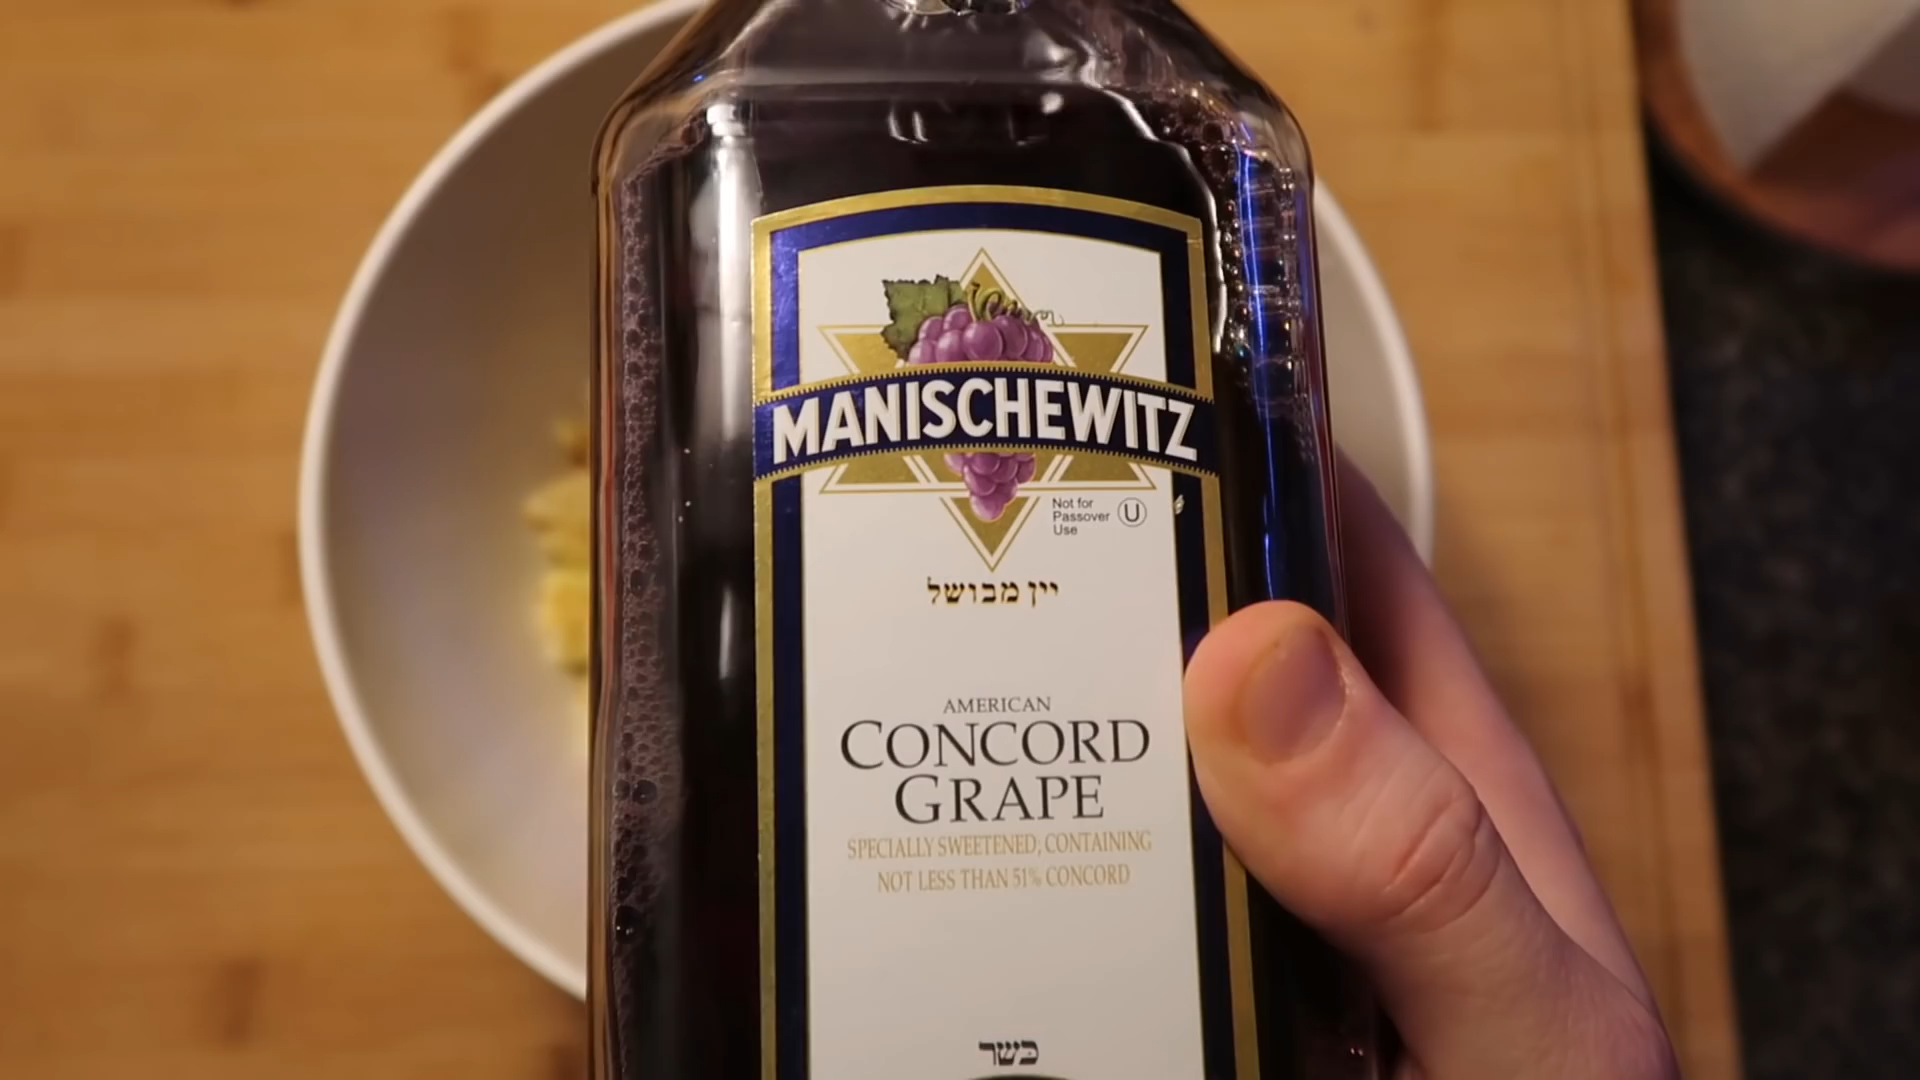 MANISCHEWITZ
Not for
Passover
Use
U
יין מבושל
AMERICAN
CONCORD
GRAPE
SPECIALLY SWEETENED; CONTAINING
NOT LESS THAN 51% CONCORD
כשר